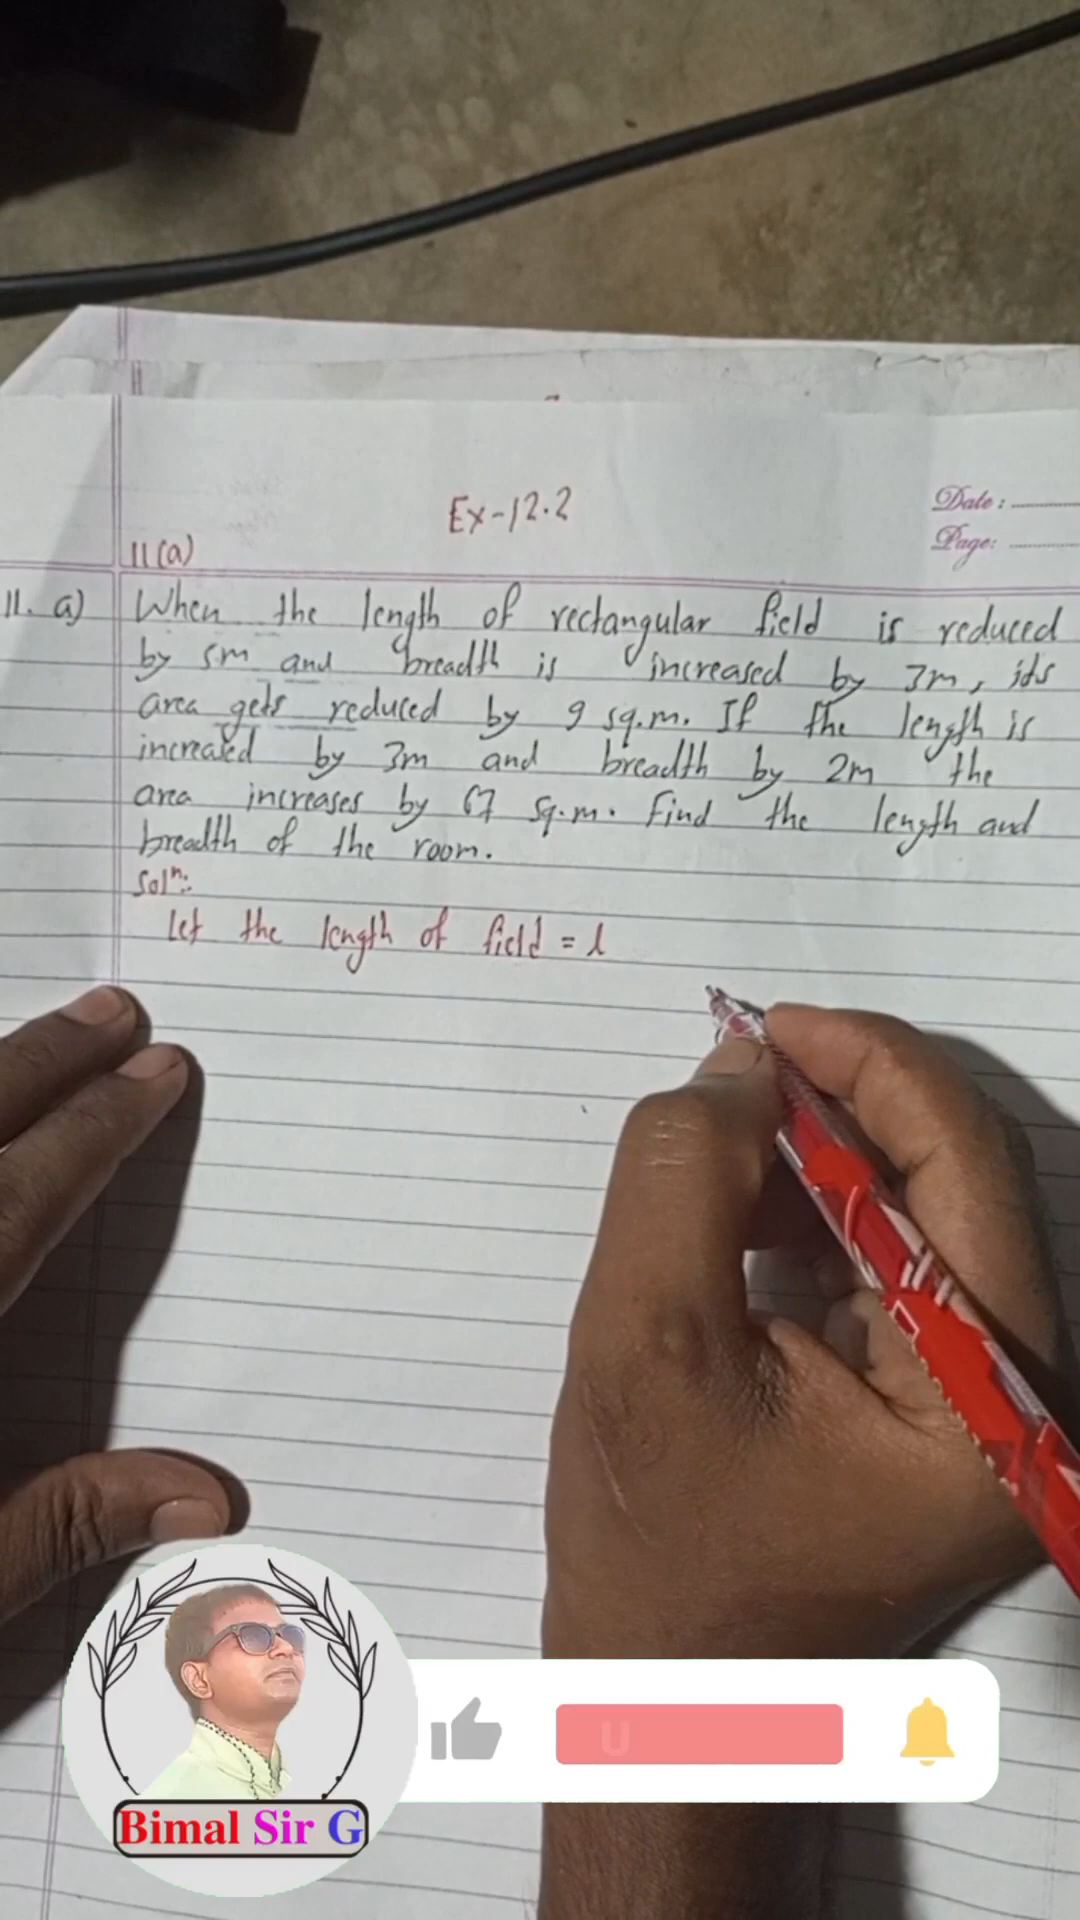 Ex-12.2
Date:
Page:
11(a)
11. a) When the length of rectangular field is reduced
by 5m and breadth is increased by 3m, its
area gets reduced by 9 sq.m. If the length is
increased by 3m and breadth by 2m the
area increases by 67 sq.m. Find the length and
breadth of the room.
Solⁿ:
Let the length of field = l
U
Bimal Sir G